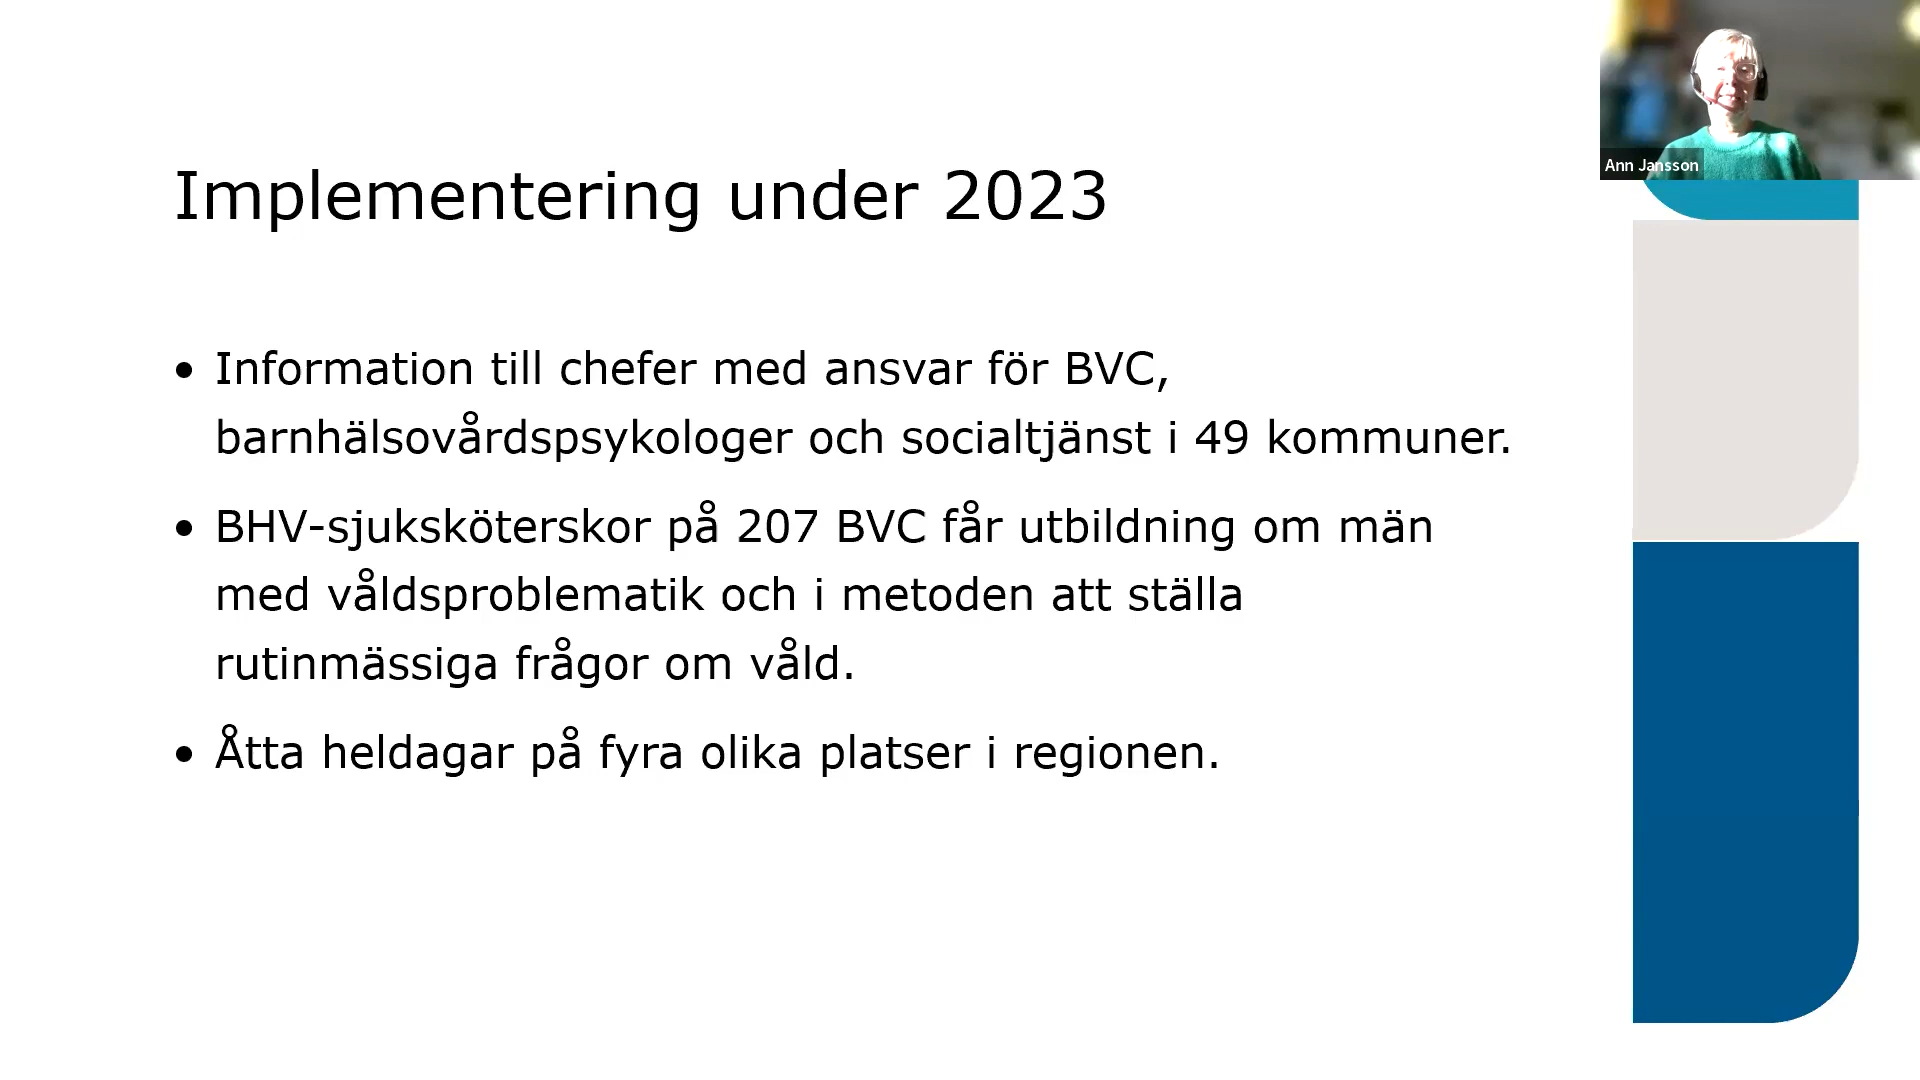 Ann Jansson
Implementering under 2023
• Information till chefer med ansvar för BVC,
barnhälsovårdspsykologer och socialtjänst i 49 kommuner.
• BHV-sjuksköterskor på 207 BVC får utbildning om män
med våldsproblematik och i metoden att ställa
rutinmässiga frågor om våld.
• Åtta heldagar på fyra olika platser i regionen.